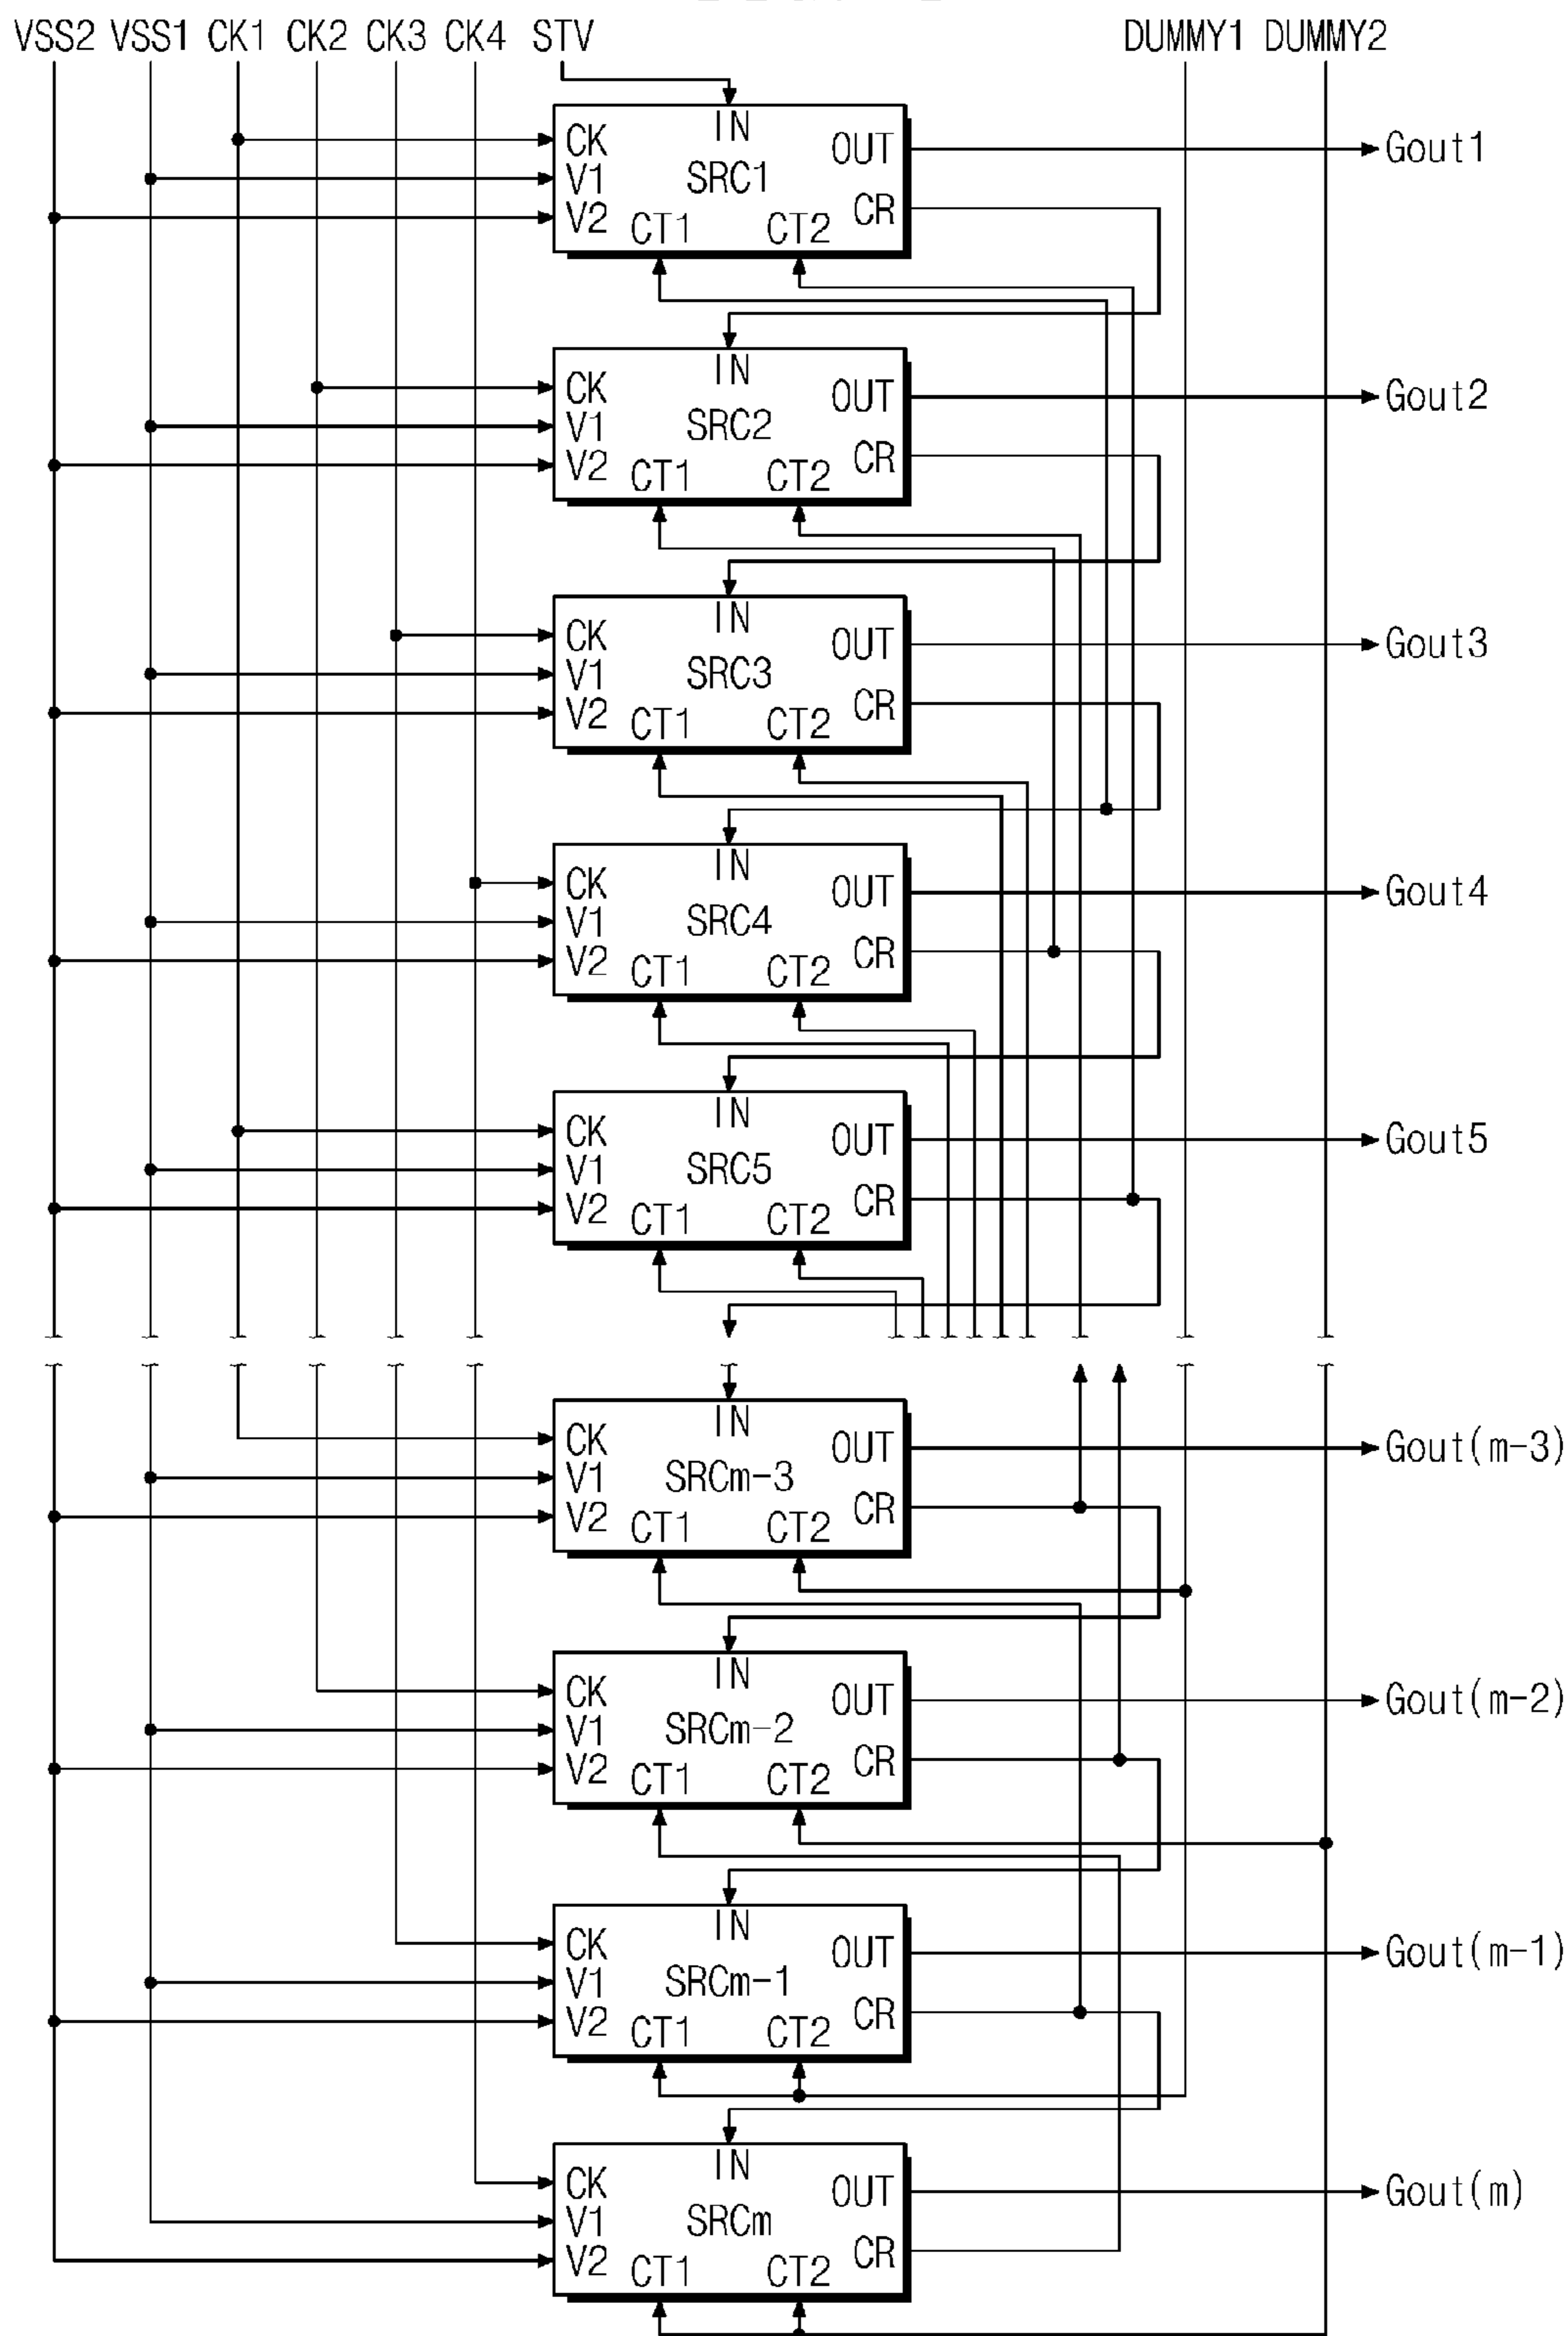 VSS2 VSS1 CK1 CK2 CK3 CK4 STV DUMMY1 DUMMY2
IN
CK OUT Gout1
V1 SRC1
V2 CT1 CT2 CR
IN
CK OUT Gout2
V1 SRC2
V2 CT1 CT2 CR
IN
CK OUT Gout3
V1 SRC3
V2 CT1 CT2 CR
IN
CK OUT Gout4
V1 SRC4
V2 CT1 CT2 CR
IN
CK OUT Gout5
V1 SRC5
V2 CT1 CT2 CR
IN
CK OUT Gout(m-3)
V1 SRCm-3
V2 CT1 CT2 CR
IN
CK OUT Gout(m-2)
V1 SRCm-2
V2 CT1 CT2 CR
IN
CK OUT Gout(m-1)
V1 SRCm-1
V2 CT1 CT2 CR
IN
CK OUT Gout(m)
V1 SRCm
V2 CT1 CT2 CR